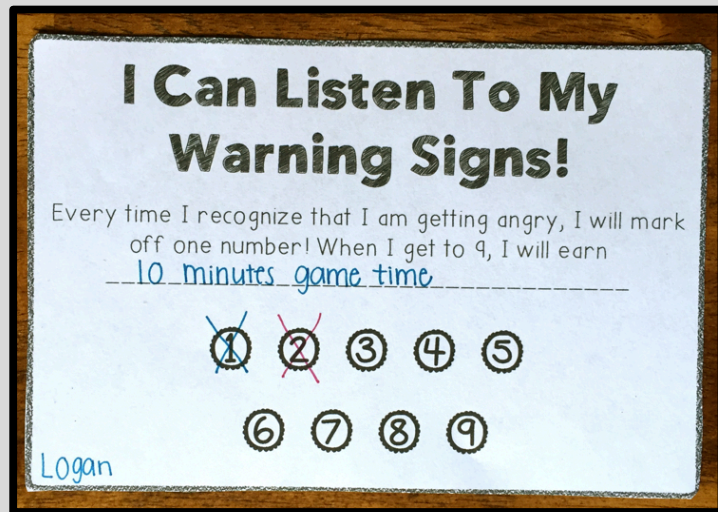 I Can Listen To My
Warning Signs!
Every time I recognize that I am getting angry, I will mark
off one number! When I get to 9, I will earn
10 minutes game time
1 2 3 4 5
6 7 8 9
Logan